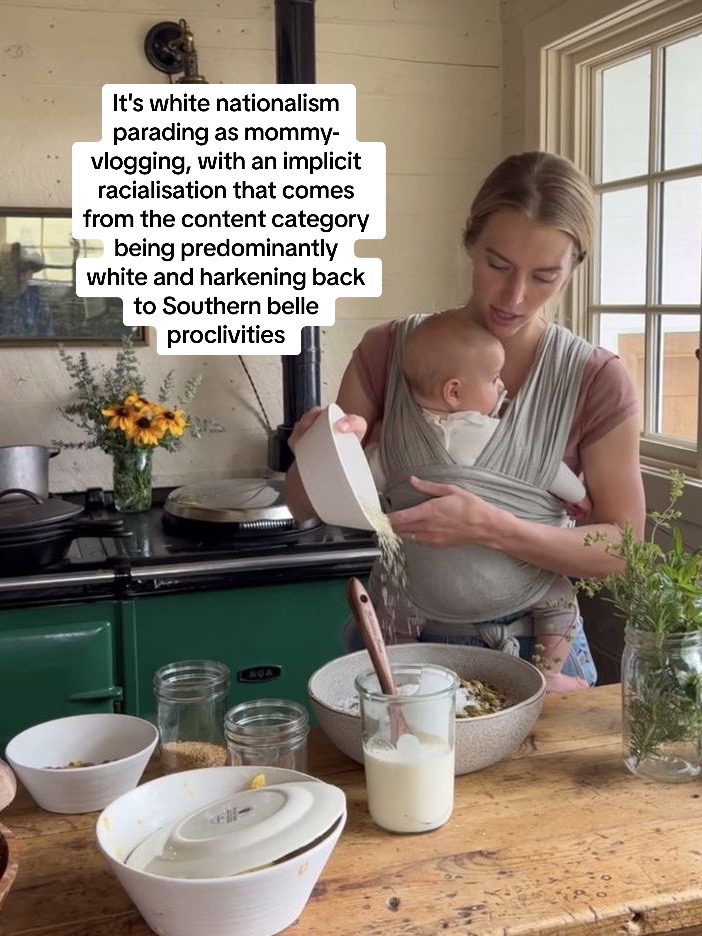 It's white nationalism
parading as mommy-
vlogging, with an implicit
racialisation that comes
from the content category
being predominantly
white and harkening back
to Southern belle
proclivities
AGA